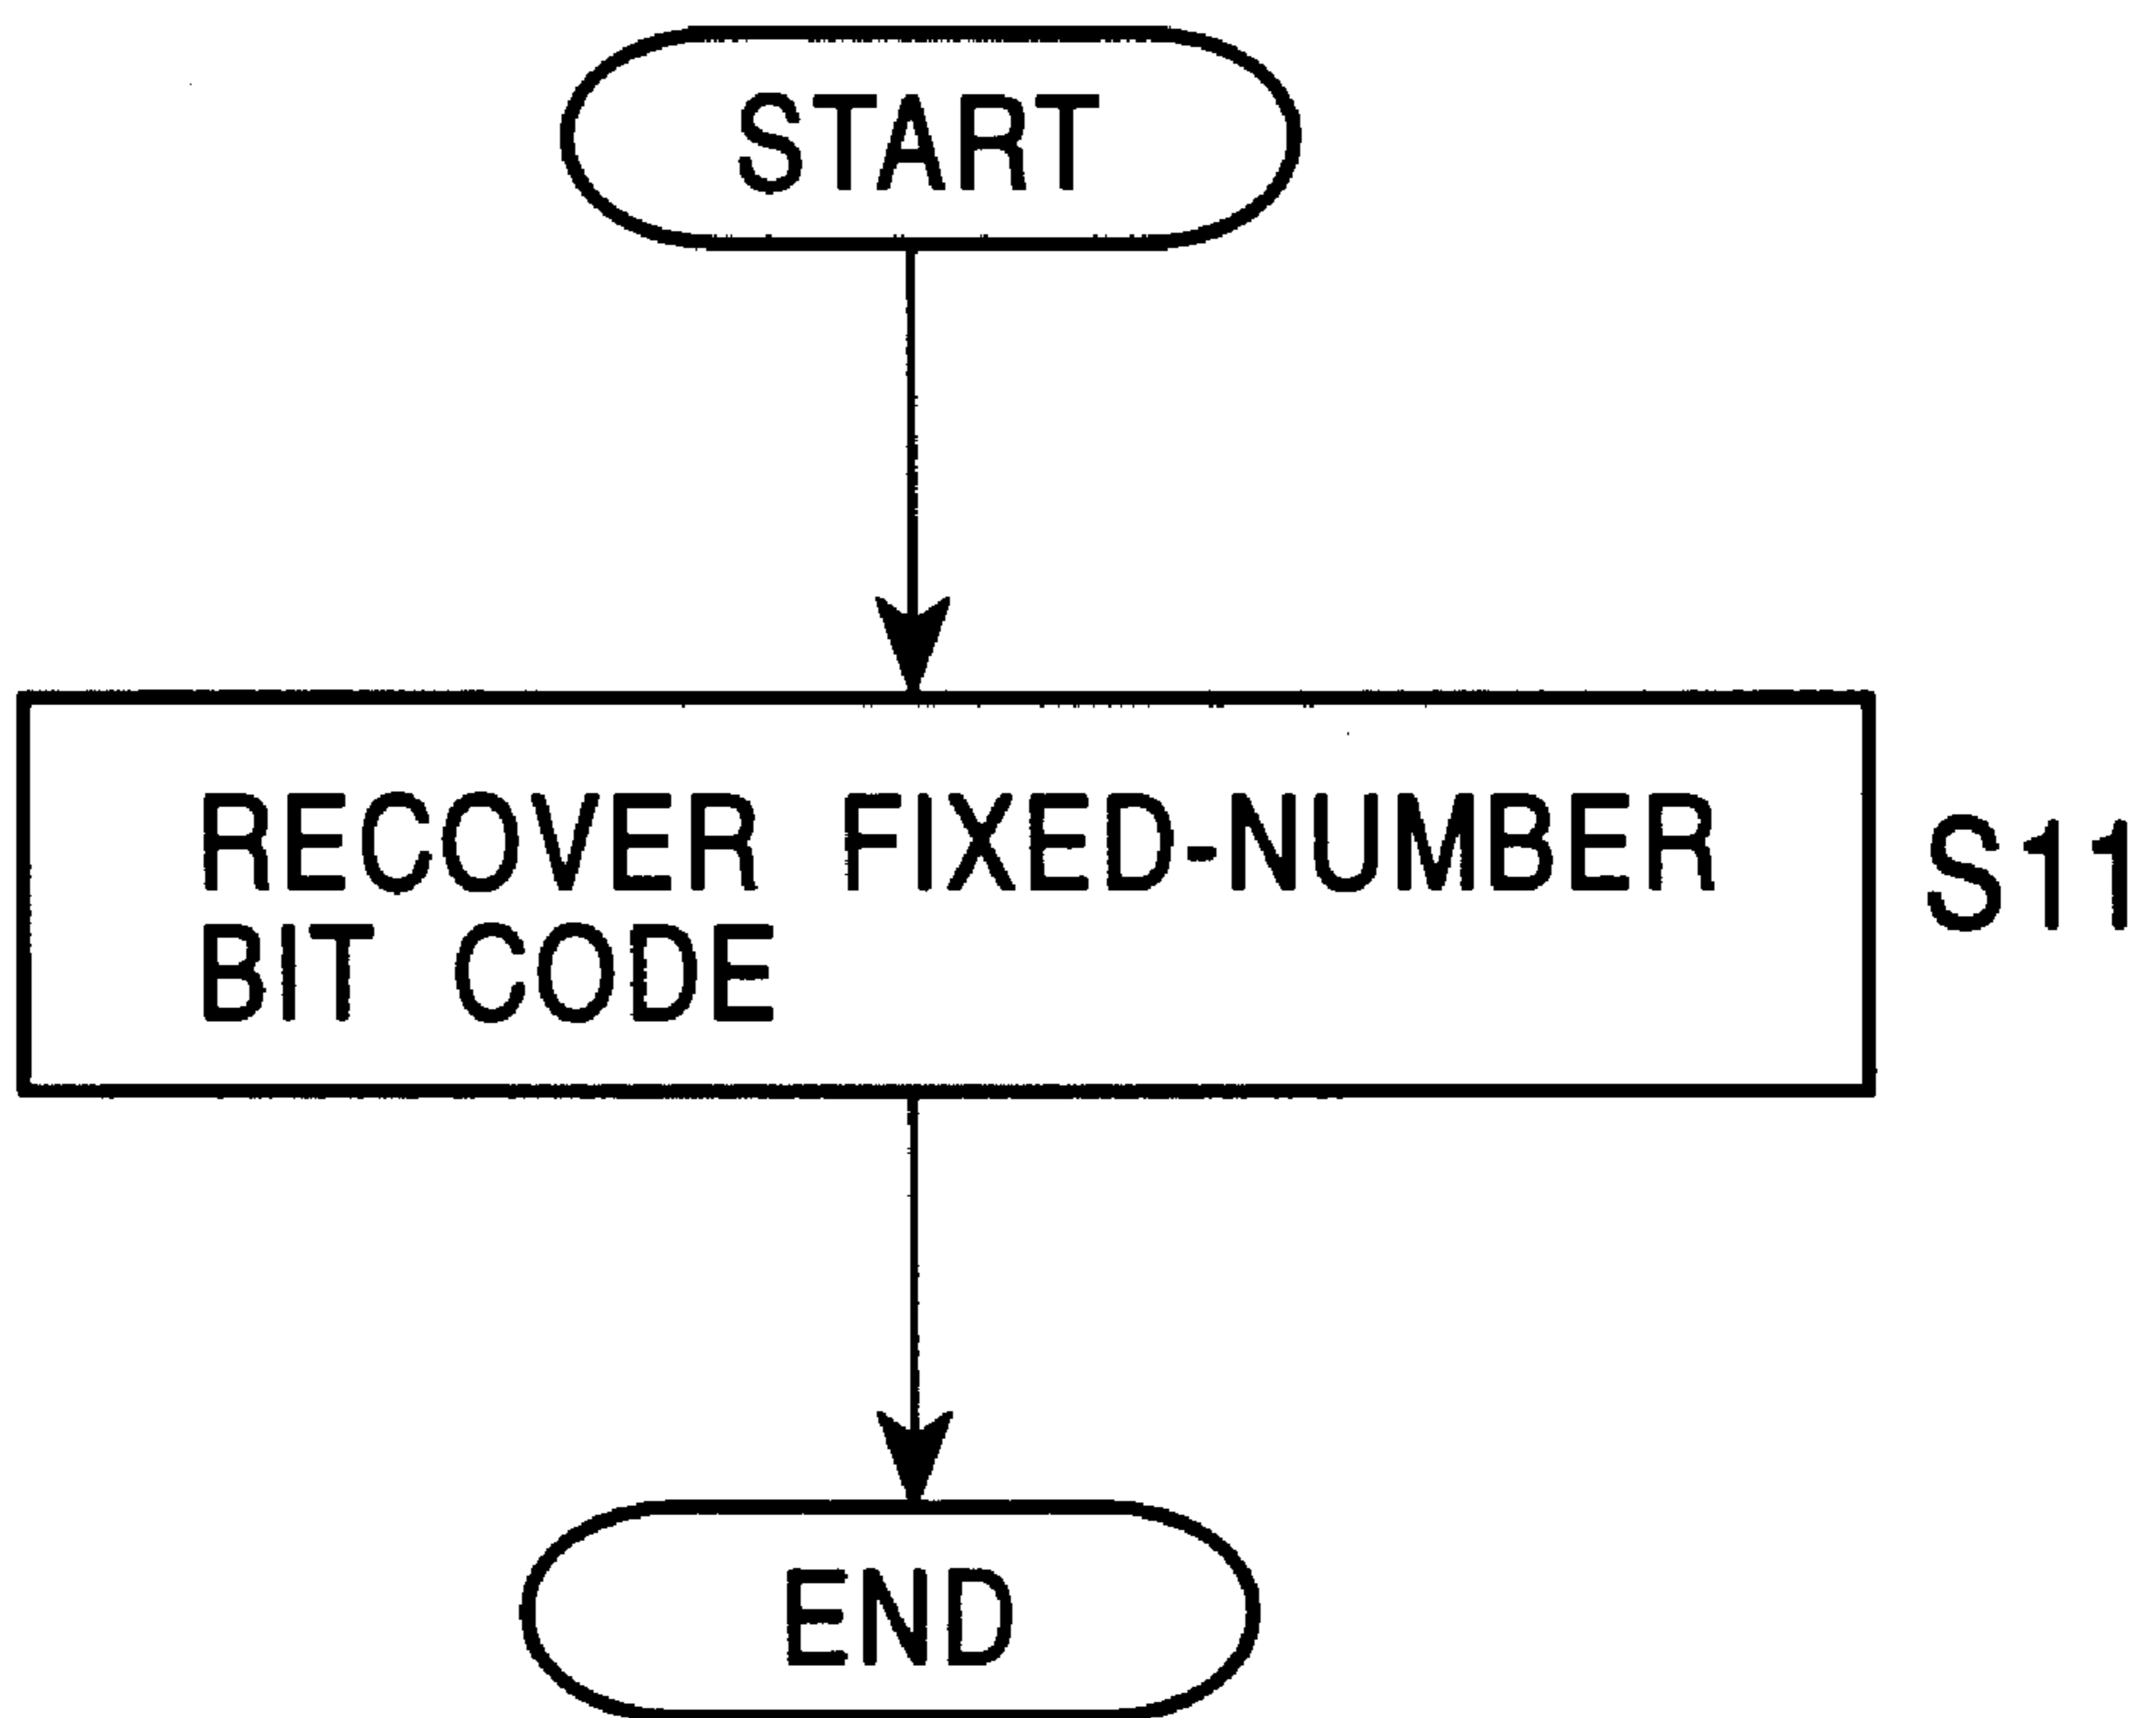 START
RECOVER FIXED-NUMBER
BIT CODE
S11
END